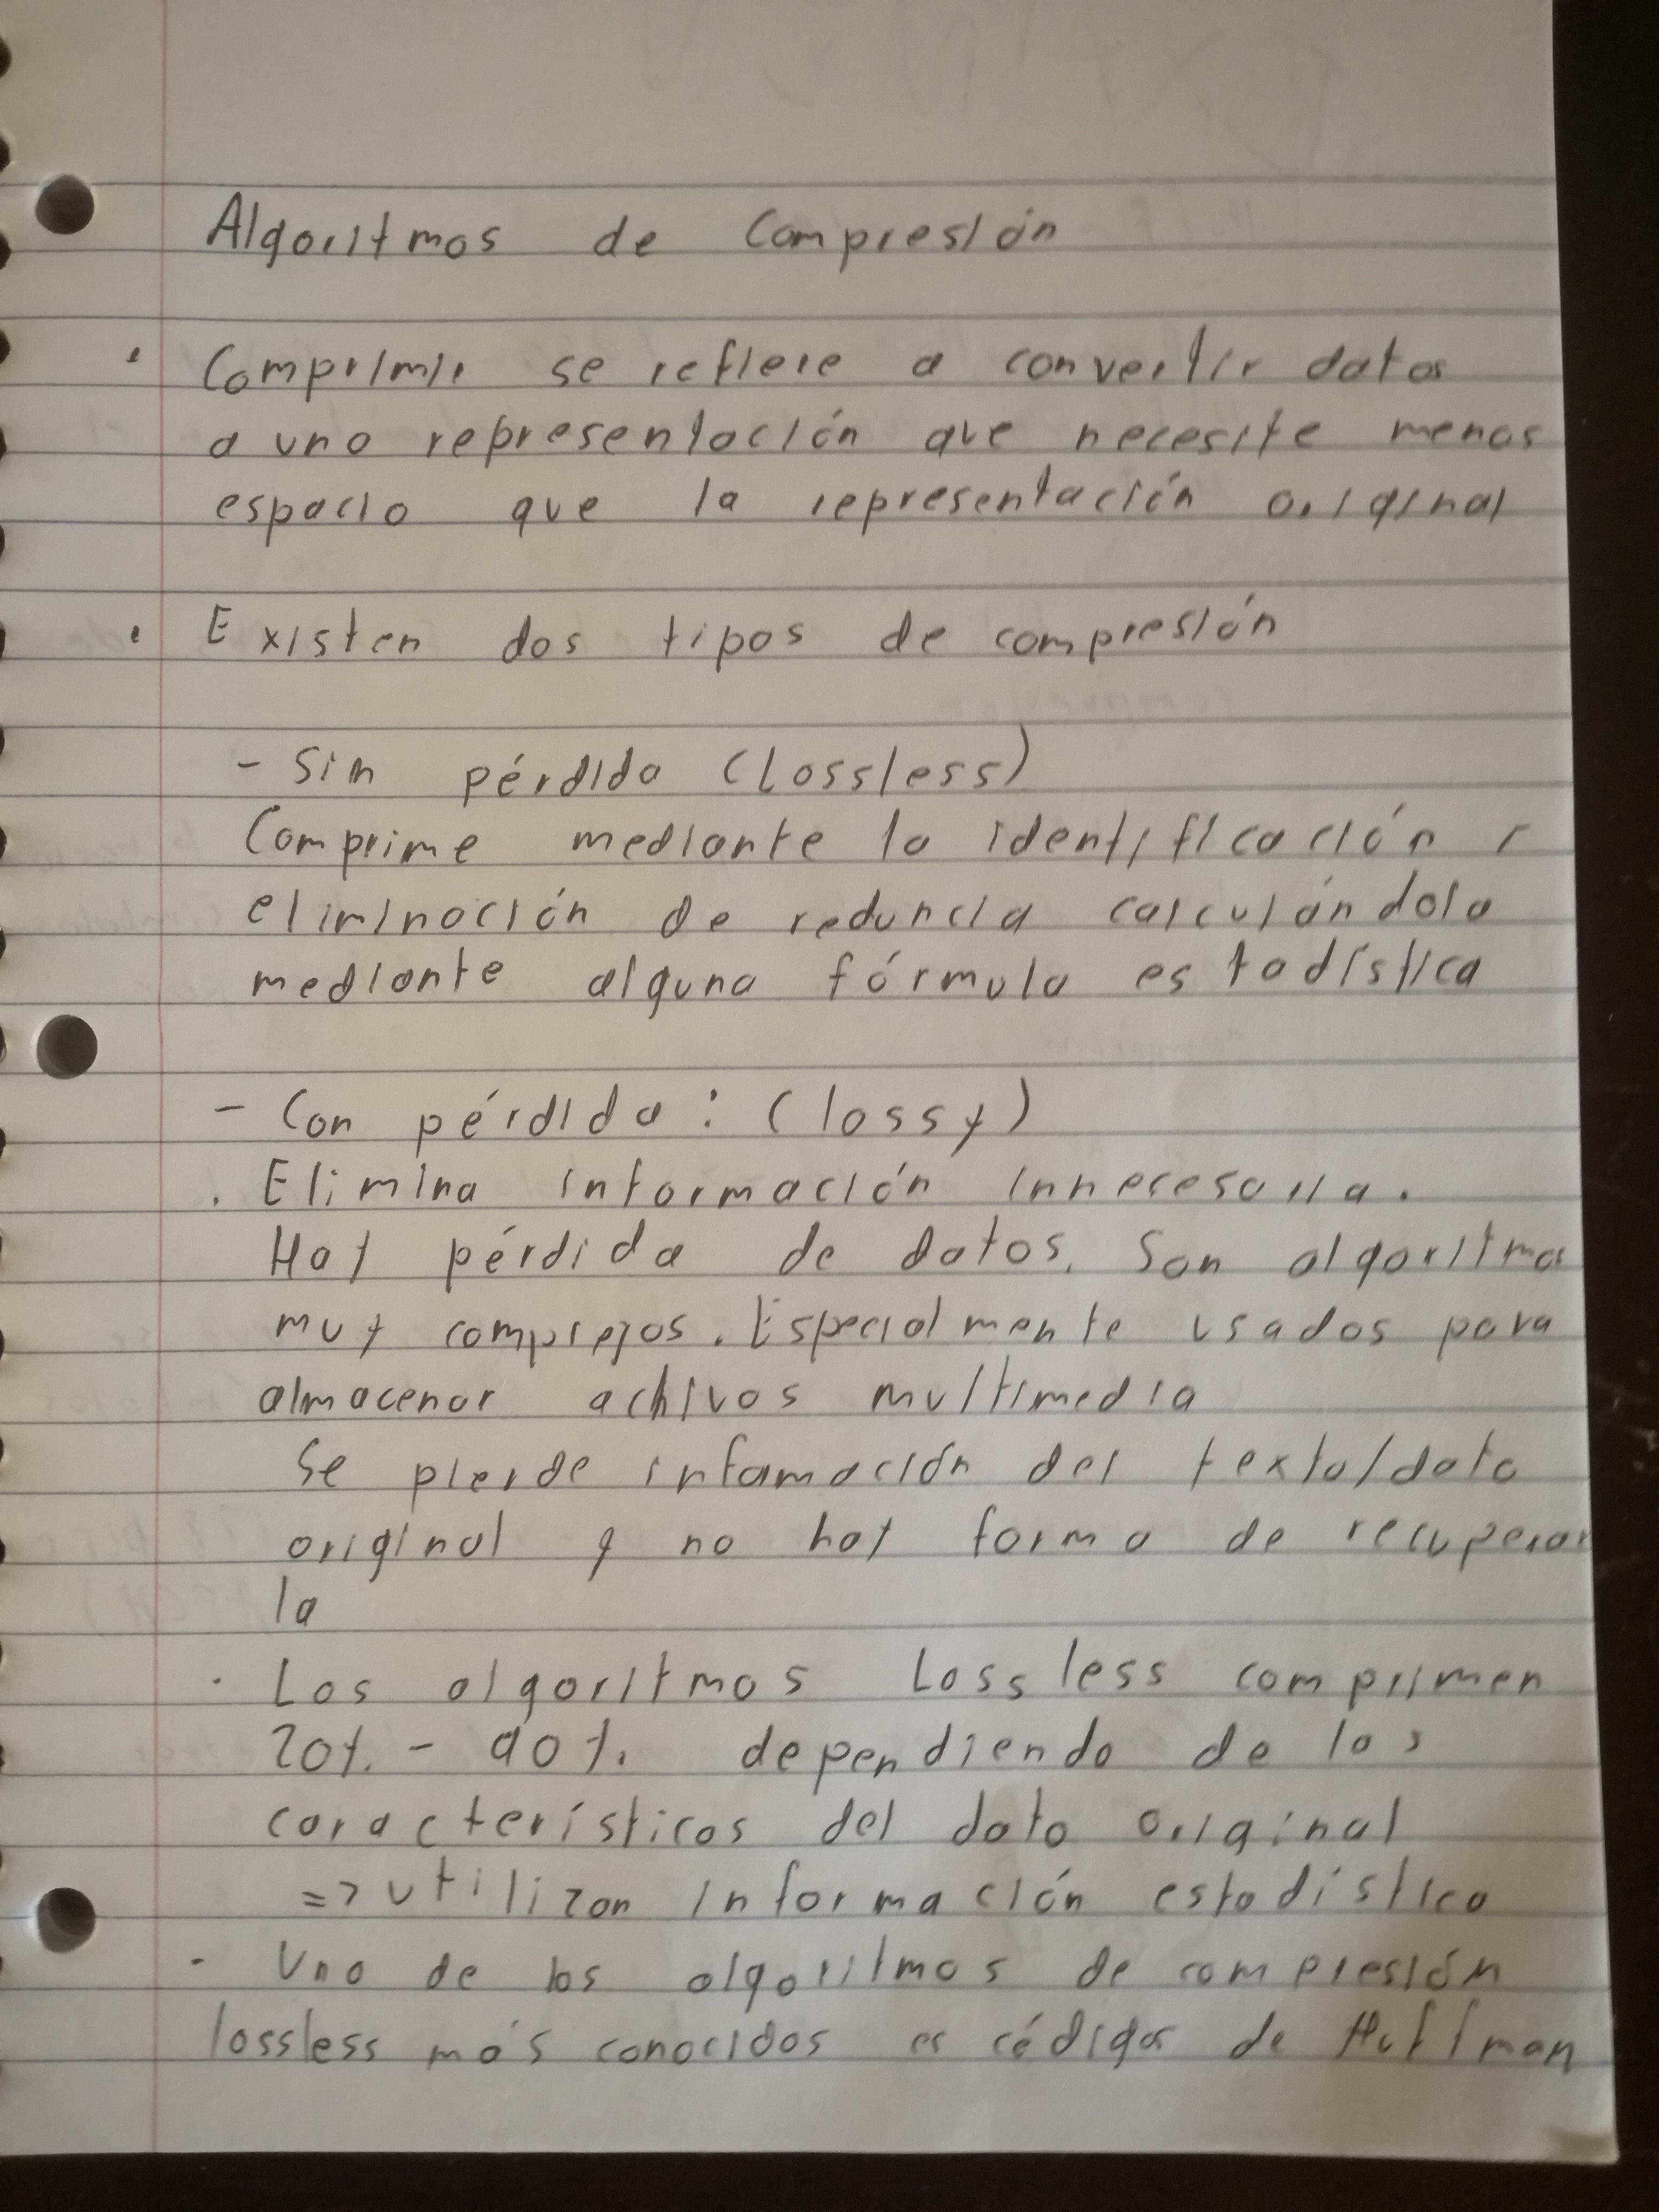 Algoritmos de Compresión
• Comprimir se refiere a convertir datos
a una representación que necesite menos
espacio que la representación original
• Existen dos tipos de compresión
- Sin pérdida (Lossless)
Comprime mediante la identificación
eliminación de reduncia calculándola
mediante alguna fórmula estadística
- Con pérdida: (lossy)
. Elimina información innecesaria.
Hay pérdida de datos. Son algoritmos
muy complejos. Especialmente usados para
almacenar achivos multimedia
Se pierde infamación del texto/dato
original y no hay forma de recuperar
la
· Los algoritmos Lossless comprimen
20% - 90% dependiendo de las
características del dato original
=> utilizan información estadística
- Uno de los algoritmos de compresión
lossless más conocidos es códigos de Huffman